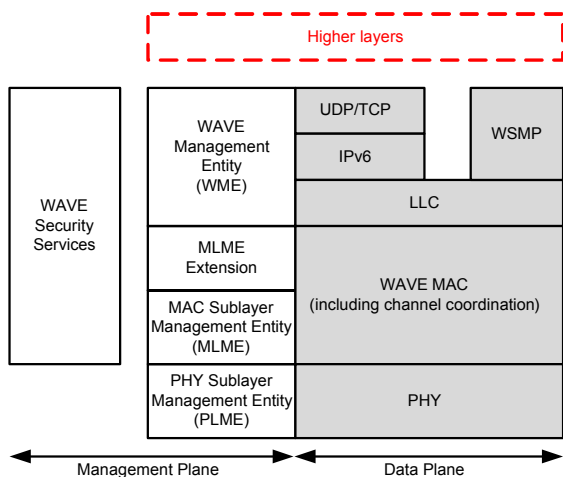 Higher layers
WAVE
Security
Services
WAVE
Management
Entity
(WME)
UDP/TCP
IPv6
WSMP
LLC
MLME
Extension
MAC Sublayer
Management Entity
(MLME)
WAVE MAC
(including channel coordination)
PHY Sublayer
Management Entity
(PLME)
PHY
Management Plane
Data Plane